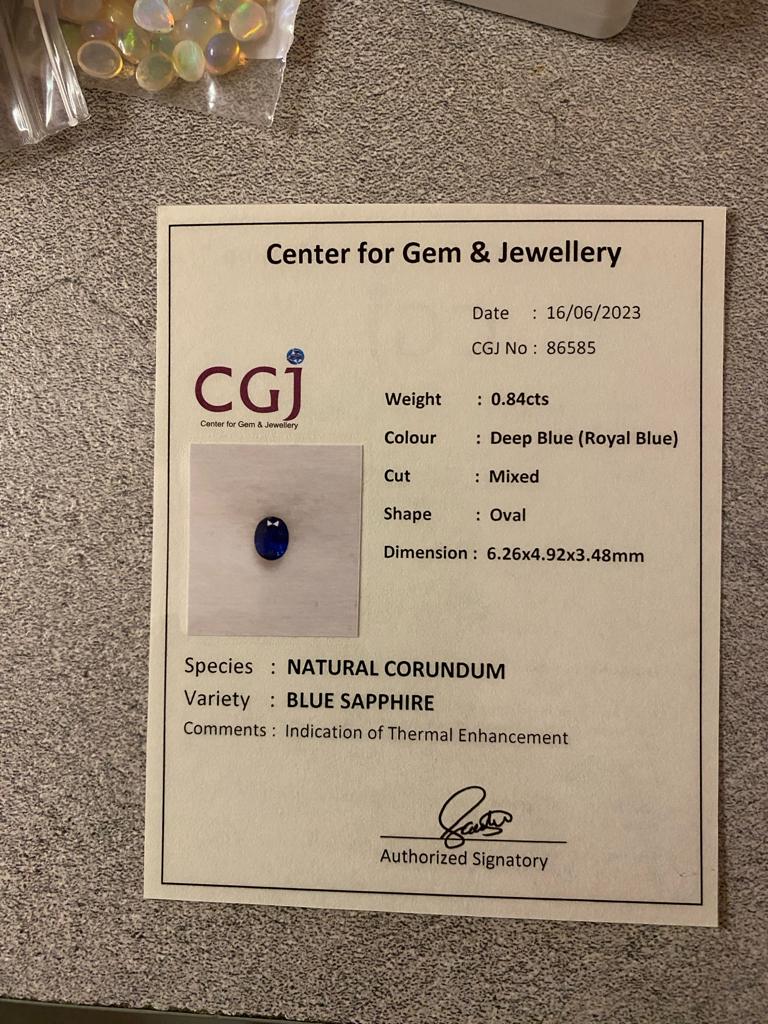 Center for Gem & Jewellery
Date : 16/06/2023
CGJ No : 86585
CGJ
Center for Gem & Jewellery
Weight : 0.84cts
Colour : Deep Blue (Royal Blue)
Cut : Mixed
Shape : Oval
Dimension : 6.26x4.92x3.48mm
Species : NATURAL CORUNDUM
Variety : BLUE SAPPHIRE
Comments : Indication of Thermal Enhancement
Authorized Signatory